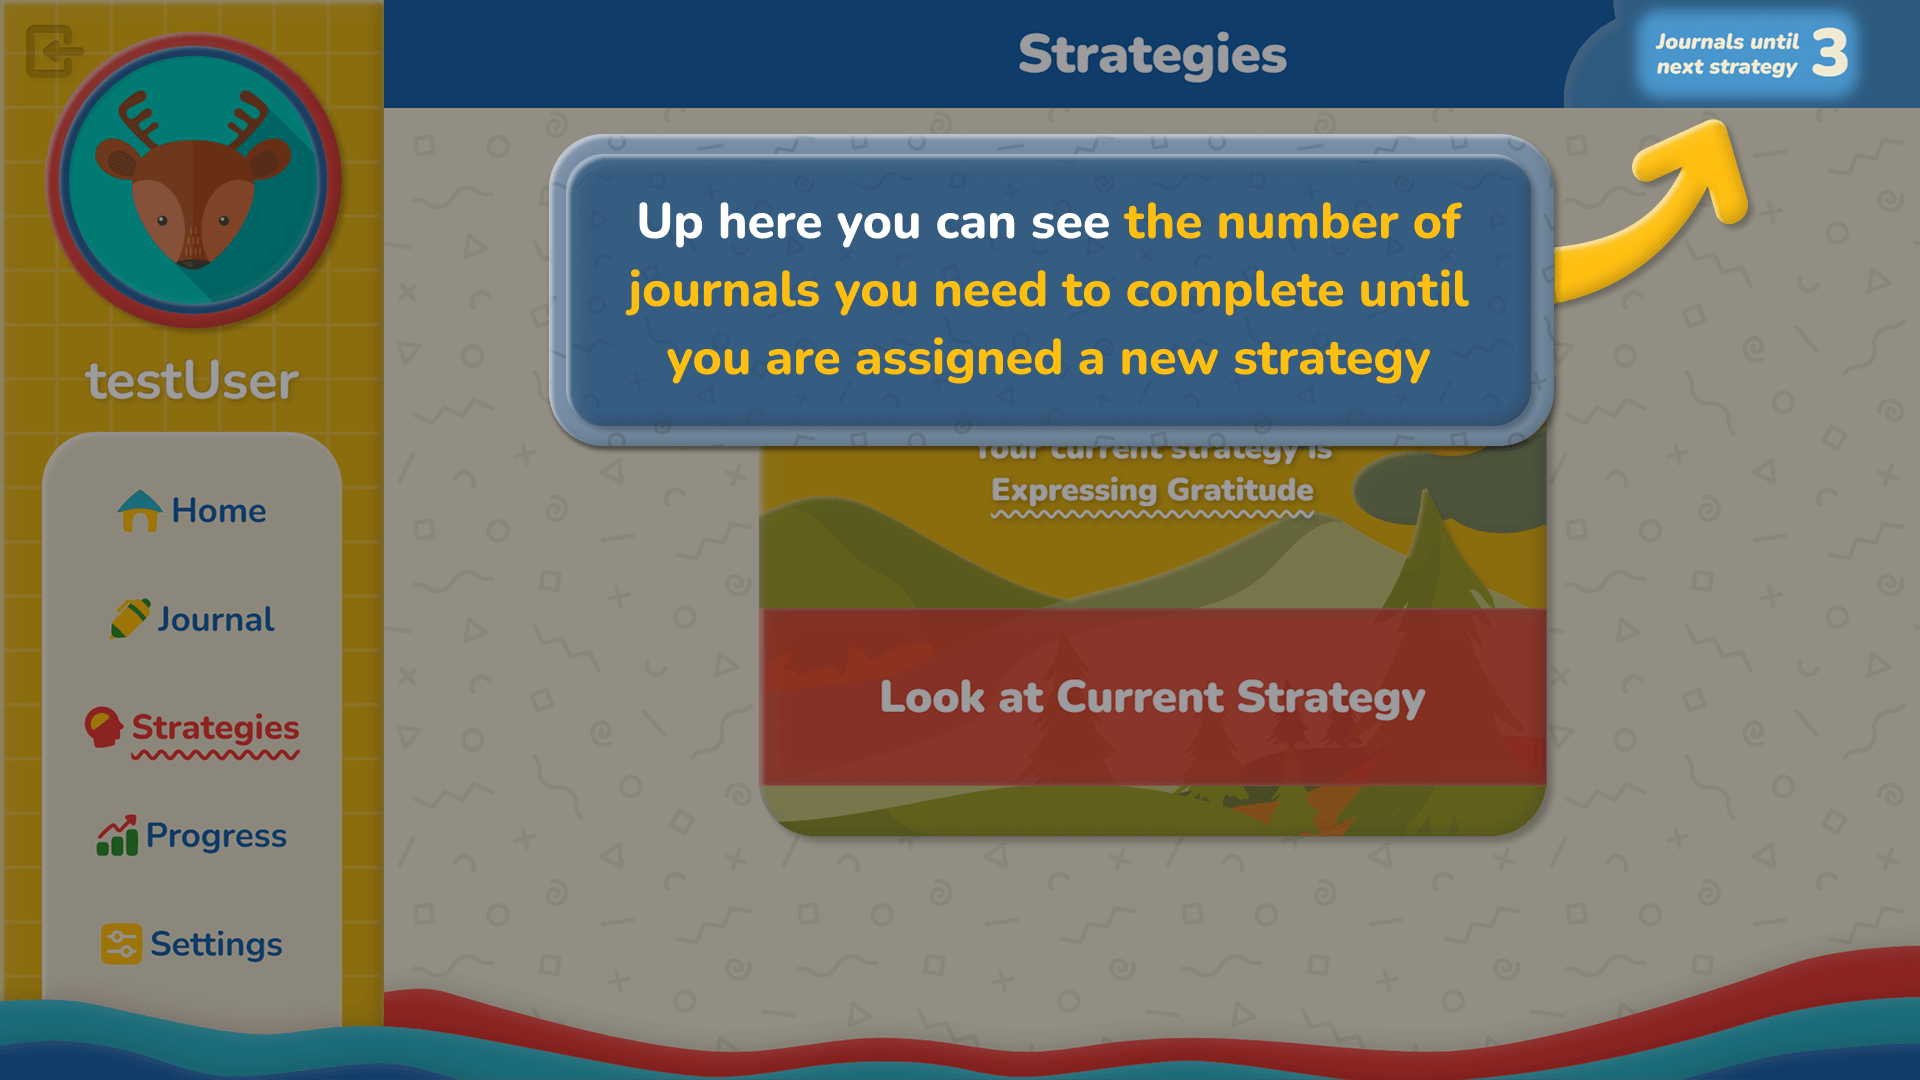 Strategies
Journals until
next strategy
3
Up here you can see the number of
journals you need to complete until
you are assigned a new strategy
testUser
Your current strategy is
Expressing Gratitude
Look at Current Strategy
Home
Journal
Strategies
Progress
Settings